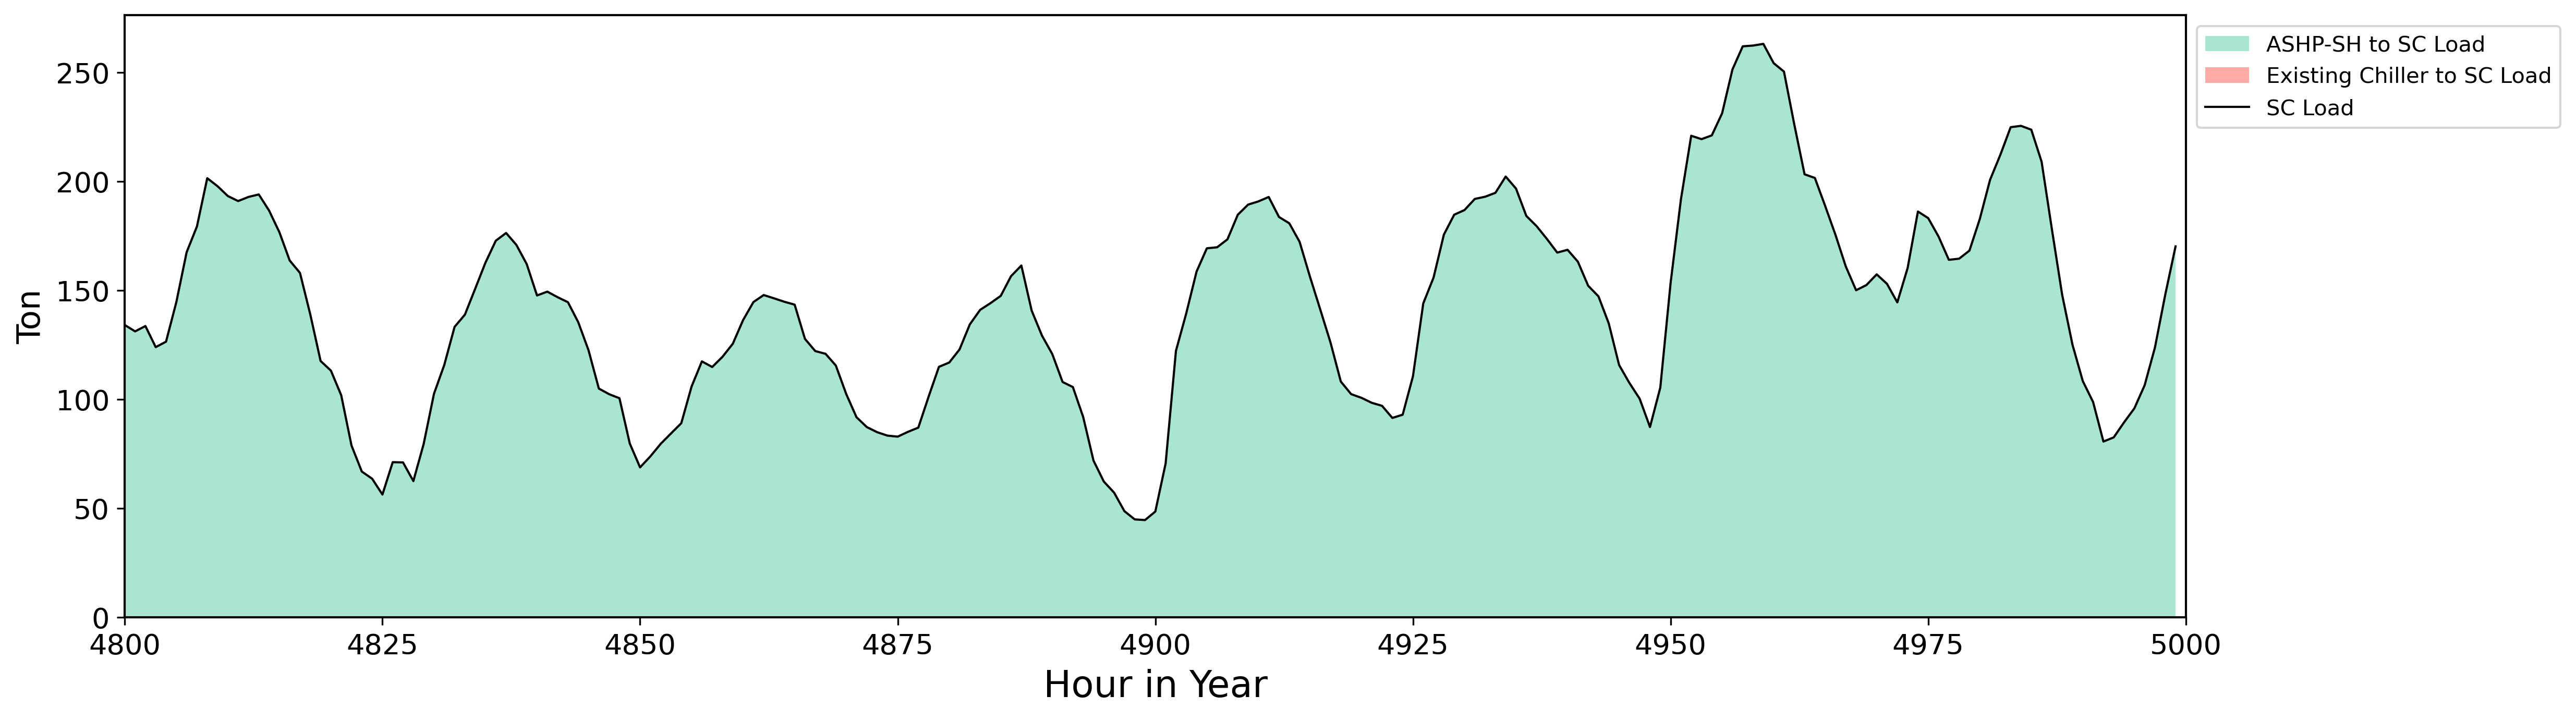 250
200
150
100
50
0
Ton
4800 4825 4850 4875 4900 4925 4950 4975 5000
Hour in Year
ASHP-SH to SC Load
Existing Chiller to SC Load
SC Load